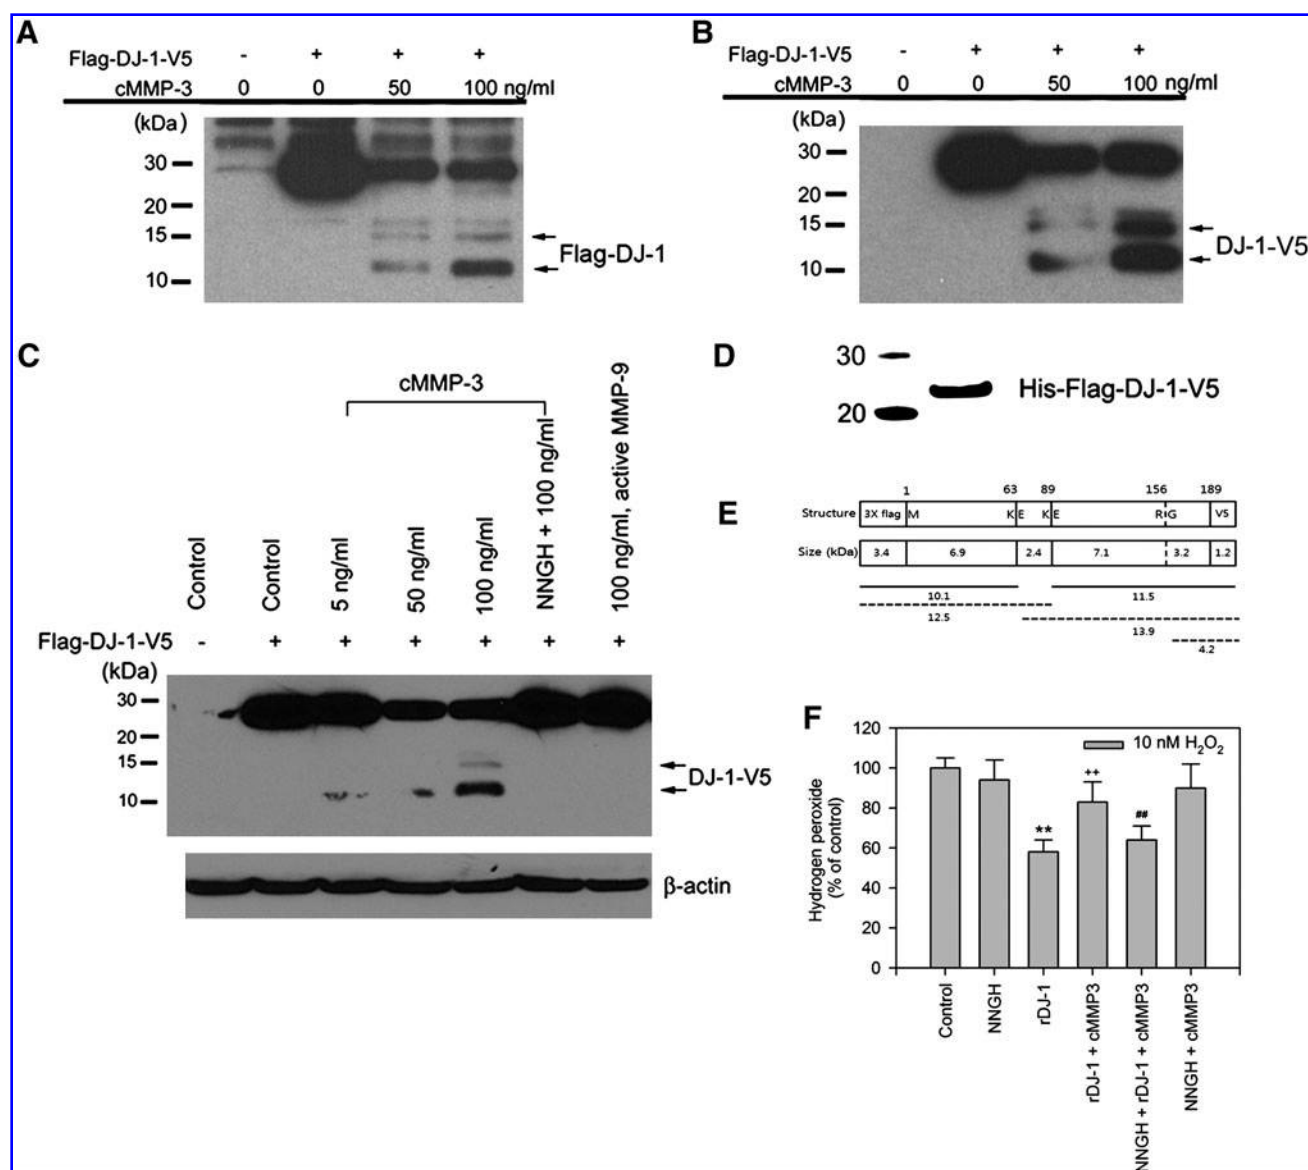 A
Flag-DJ-1-V5 - + + +
cMMP-3 0 0 50 100 ng/ml
(kDa)
30
20
15
10
Flag-DJ-1
B
Flag-DJ-1-V5 - + + +
cMMP-3 0 0 50 100 ng/ml
(kDa)
30
20
15
10
DJ-1-V5
C
cMMP-3
Control
Control
5 ng/ml
50 ng/ml
100 ng/ml
NNGH + 100 ng/ml
100 ng/ml, active MMP-9
Flag-DJ-1-V5 - + + + + + +
(kDa)
30
20
15
10
DJ-1-V5
β-actin
D
30
20
His-Flag-DJ-1-V5
E
1 63 89 156 189
Structure 3X flag M K E K E R G V5
Size (kDa) 3.4 6.9 2.4 7.1 3.2 1.2
10.1 11.5
12.5 13.9
4.2
F
120
100
80
60
40
20
0
Hydrogen peroxide
(% of control)
10 nM H₂O₂
** ++ ##
Control
NNGH
rDJ-1
rDJ-1 + cMMP3
NNGH + rDJ-1 + cMMP3
NNGH + cMMP3